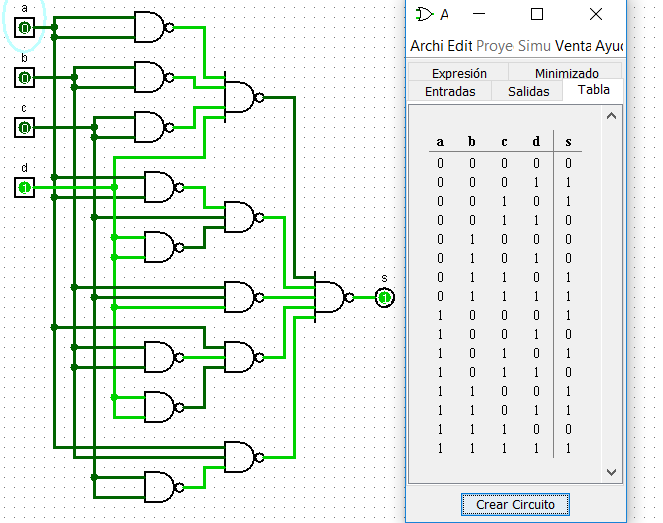 a
0
b
0
c
0
d
1
s
1
A
Archi Edit Proye Simu Venta Ayuc
Expresión Minimizado
Entradas Salidas Tabla
a b c d s
0 0 0 0 0
0 0 0 1 1
0 0 1 0 1
0 0 1 1 0
0 1 0 0 0
0 1 0 1 0
0 1 1 0 1
0 1 1 1 1
1 0 0 0 1
1 0 0 1 0
1 0 1 0 1
1 0 1 1 0
1 1 0 0 1
1 1 0 1 1
1 1 1 0 0
1 1 1 1 1
Crear Circuito